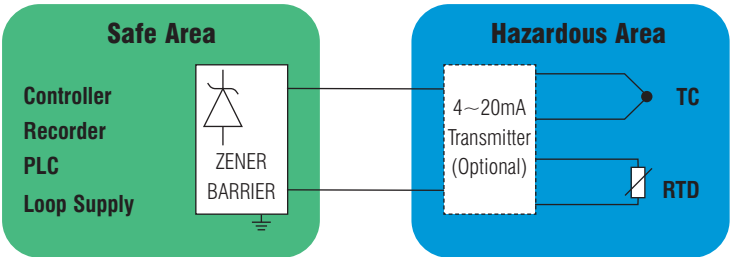 Safe Area
Controller
Recorder
PLC
Loop Supply
ZENER
BARRIER
Hazardous Area
4~20mA
Transmitter
(Optional)
TC
RTD